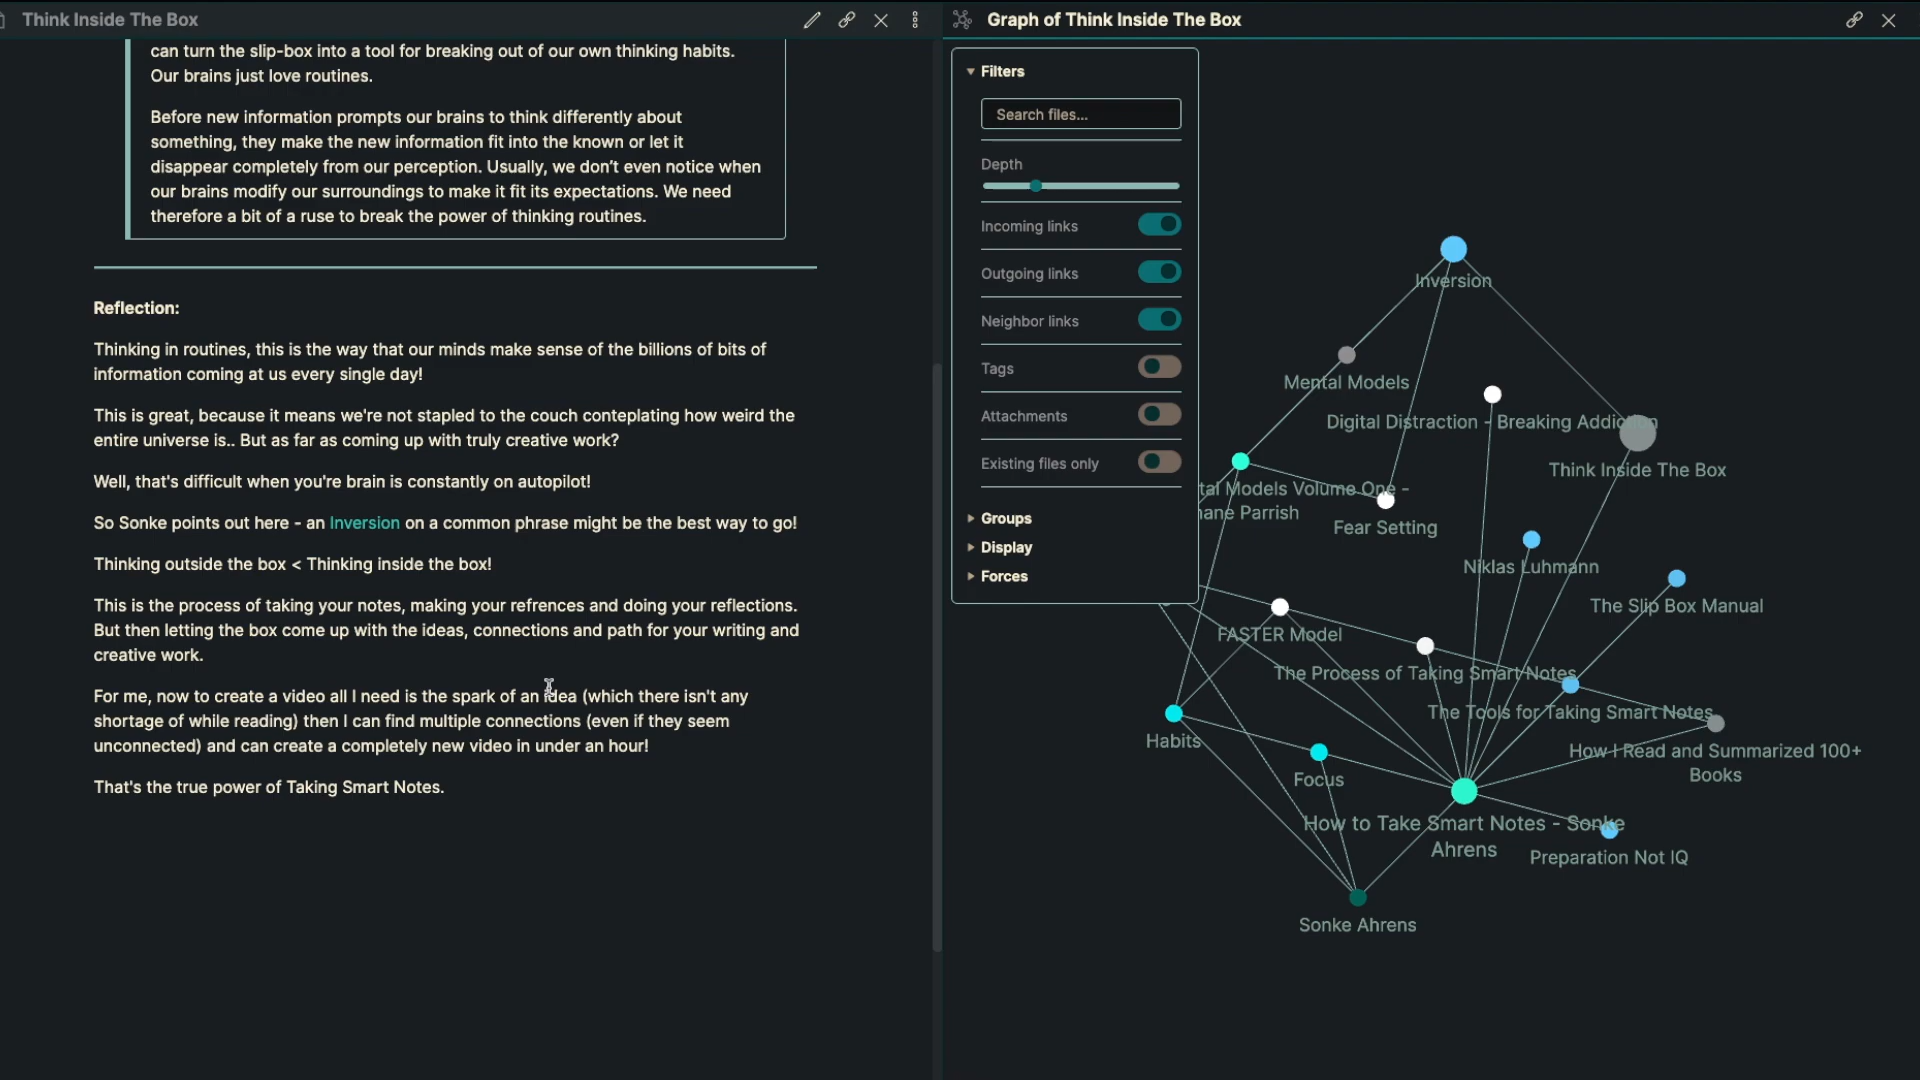 Think Inside The Box
can turn the slip-box into a tool for breaking out of our own thinking habits.
Our brains just love routines.
Before new information prompts our brains to think differently about
something, they make the new information fit into the known or let it
disappear completely from our perception. Usually, we don't even notice when
our brains modify our surroundings to make it fit its expectations. We need
therefore a bit of a ruse to break the power of thinking routines.
Reflection:
Thinking in routines, this is the way that our minds make sense of the billions of bits of
information coming at us every single day!
This is great, because it means we're not stapled to the couch conteplating how weird the
entire universe is.. But as far as coming up with truly creative work?
Well, that's difficult when you're brain is constantly on autopilot!
So Sonke points out here - an Inversion on a common phrase might be the best way to go!
Thinking outside the box < Thinking inside the box!
This is the process of taking your notes, making your refrences and doing your reflections.
But then letting the box come up with the ideas, connections and path for your writing and
creative work.
For me, now to create a video all I need is the spark of an idea (which there isn't any
shortage of while reading) then I can find multiple connections (even if they seem
unconnected) and can create a completely new video in under an hour!
That's the true power of Taking Smart Notes.
Graph of Think Inside The Box
Filters
Search files...
Depth
Incoming links
Outgoing links
Neighbor links
Tags
Attachments
Existing files only
Groups
Display
Forces
Inversion
Mental Models
Digital Distraction - Breaking Addiction
Think Inside The Box
tal Models Volume One -
hane Parrish
Fear Setting
Niklas Luhmann
The Slip Box Manual
FASTER Model
The Process of Taking Smart Notes
The Tools for Taking Smart Notes
Habits
How I Read and Summarized 100+
Books
Focus
How to Take Smart Notes - Sonke
Ahrens
Preparation Not IQ
Sonke Ahrens